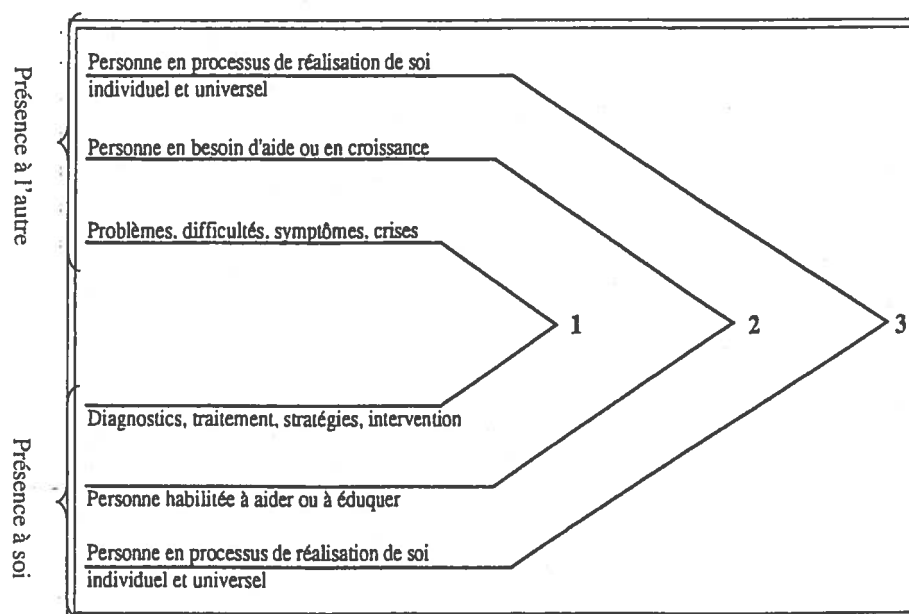 Présence à l'autre
Personne en processus de réalisation de soi
individuel et universel
Personne en besoin d'aide ou en croissance
Problèmes, difficultés, symptômes, crises
1
2
3
Présence à soi
Diagnostics, traitement, stratégies, intervention
Personne habilitée à aider ou à éduquer
Personne en processus de réalisation de soi
individuel et universel